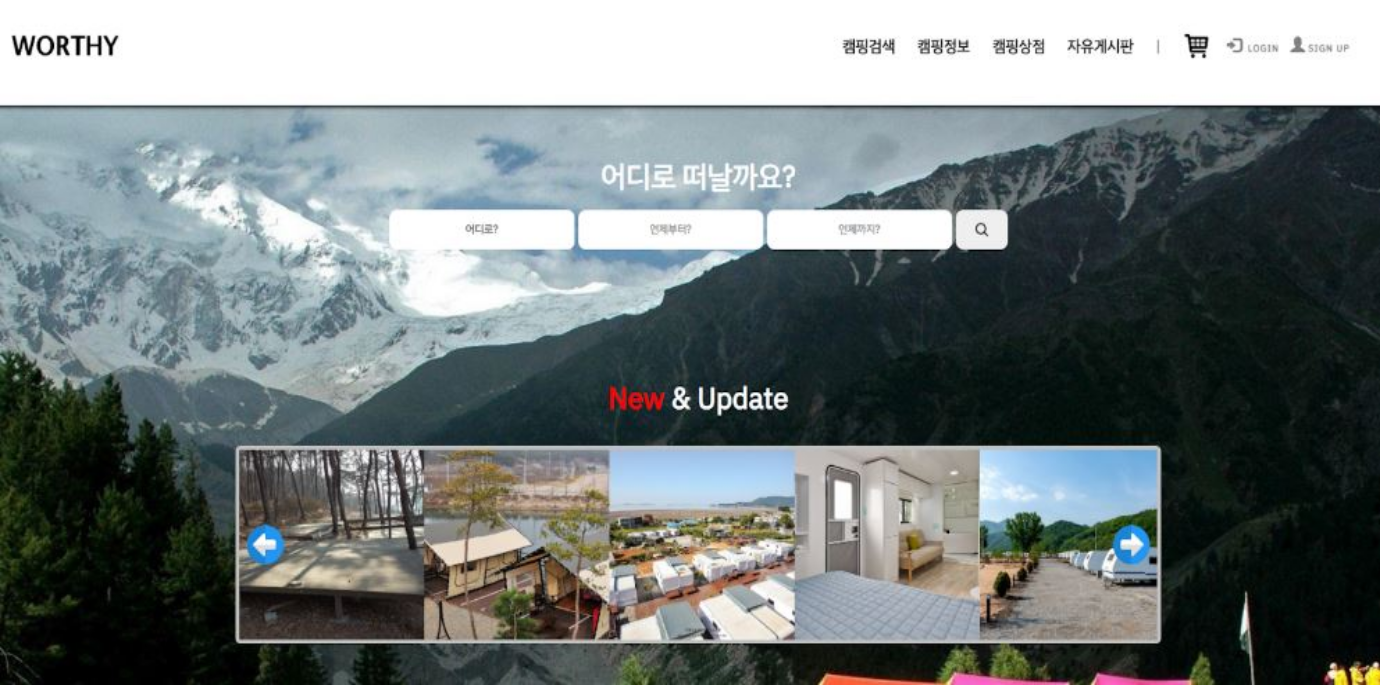 WORTHY
캠핑검색 캠핑정보 캠핑상점 자유게시판 | LOGIN SIGN UP
어디로 떠날까요?
어디로? 언제부터? 언제까지?
New & Update